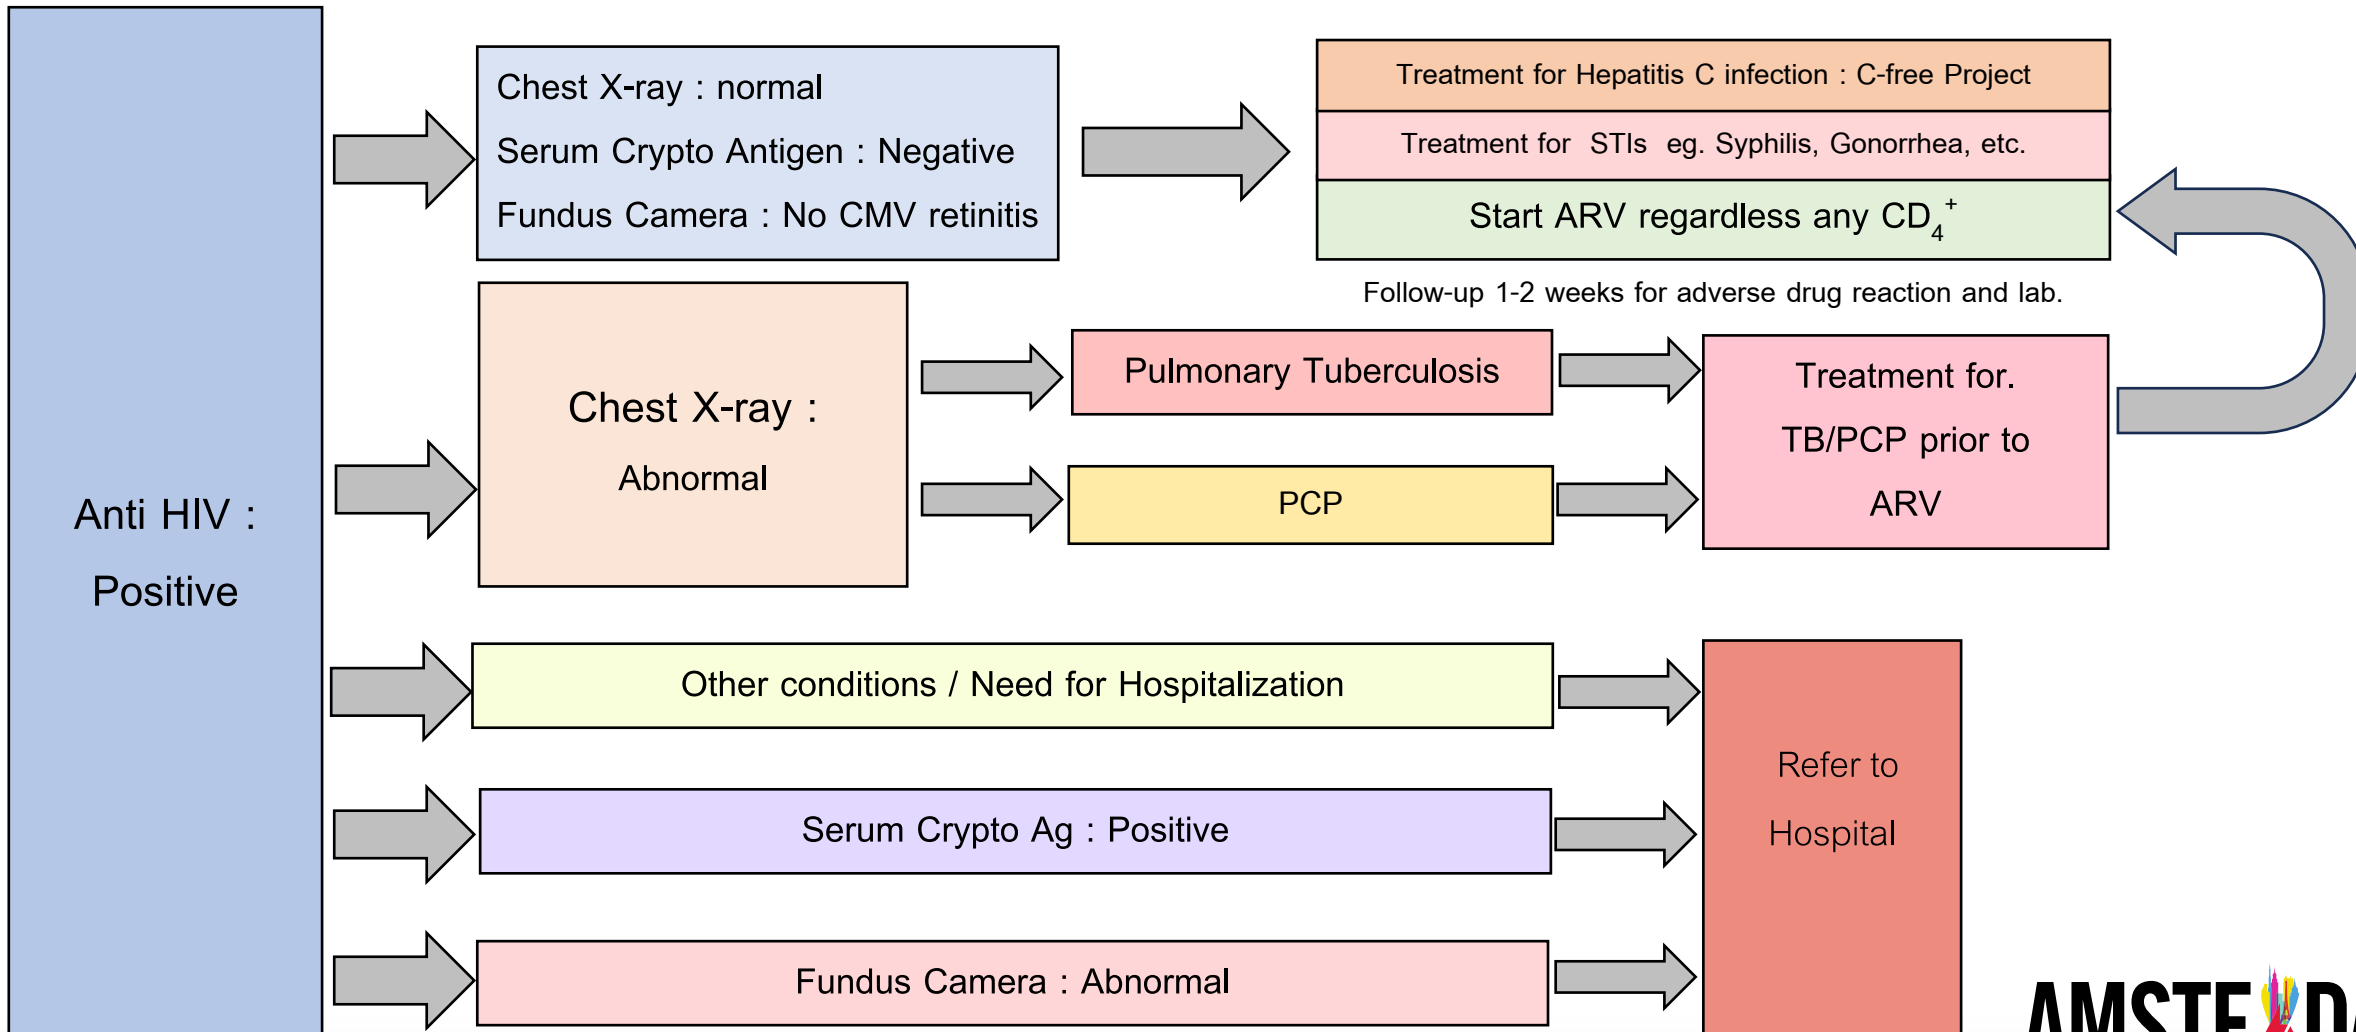 Anti HIV :
Positive
Chest X-ray : normal
Serum Crypto Antigen : Negative
Fundus Camera : No CMV retinitis
Treatment for Hepatitis C infection : C-free Project
Treatment for STIs eg. Syphilis, Gonorrhea, etc.
Start ARV regardless any CD₄⁺
Follow-up 1-2 weeks for adverse drug reaction and lab.
Chest X-ray :
Abnormal
Pulmonary Tuberculosis
PCP
Treatment for.
TB/PCP prior to
ARV
Other conditions / Need for Hospitalization
Serum Crypto Ag : Positive
Fundus Camera : Abnormal
Refer to
Hospital